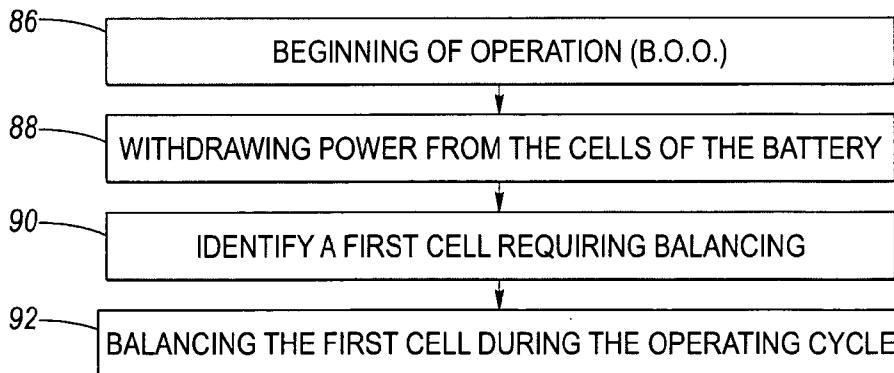 86
BEGINNING OF OPERATION (B.O.O.)
88
WITHDRAWING POWER FROM THE CELLS OF THE BATTERY
90
IDENTIFY A FIRST CELL REQUIRING BALANCING
92
BALANCING THE FIRST CELL DURING THE OPERATING CYCLE